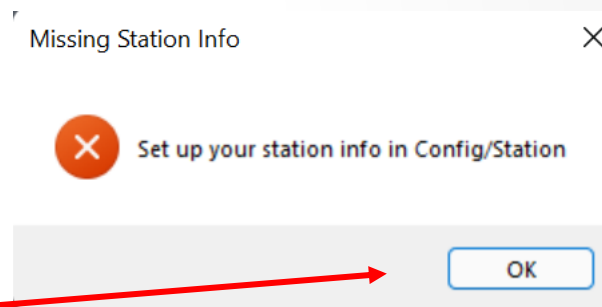 Missing Station Info
Set up your station info in Config/Station
OK